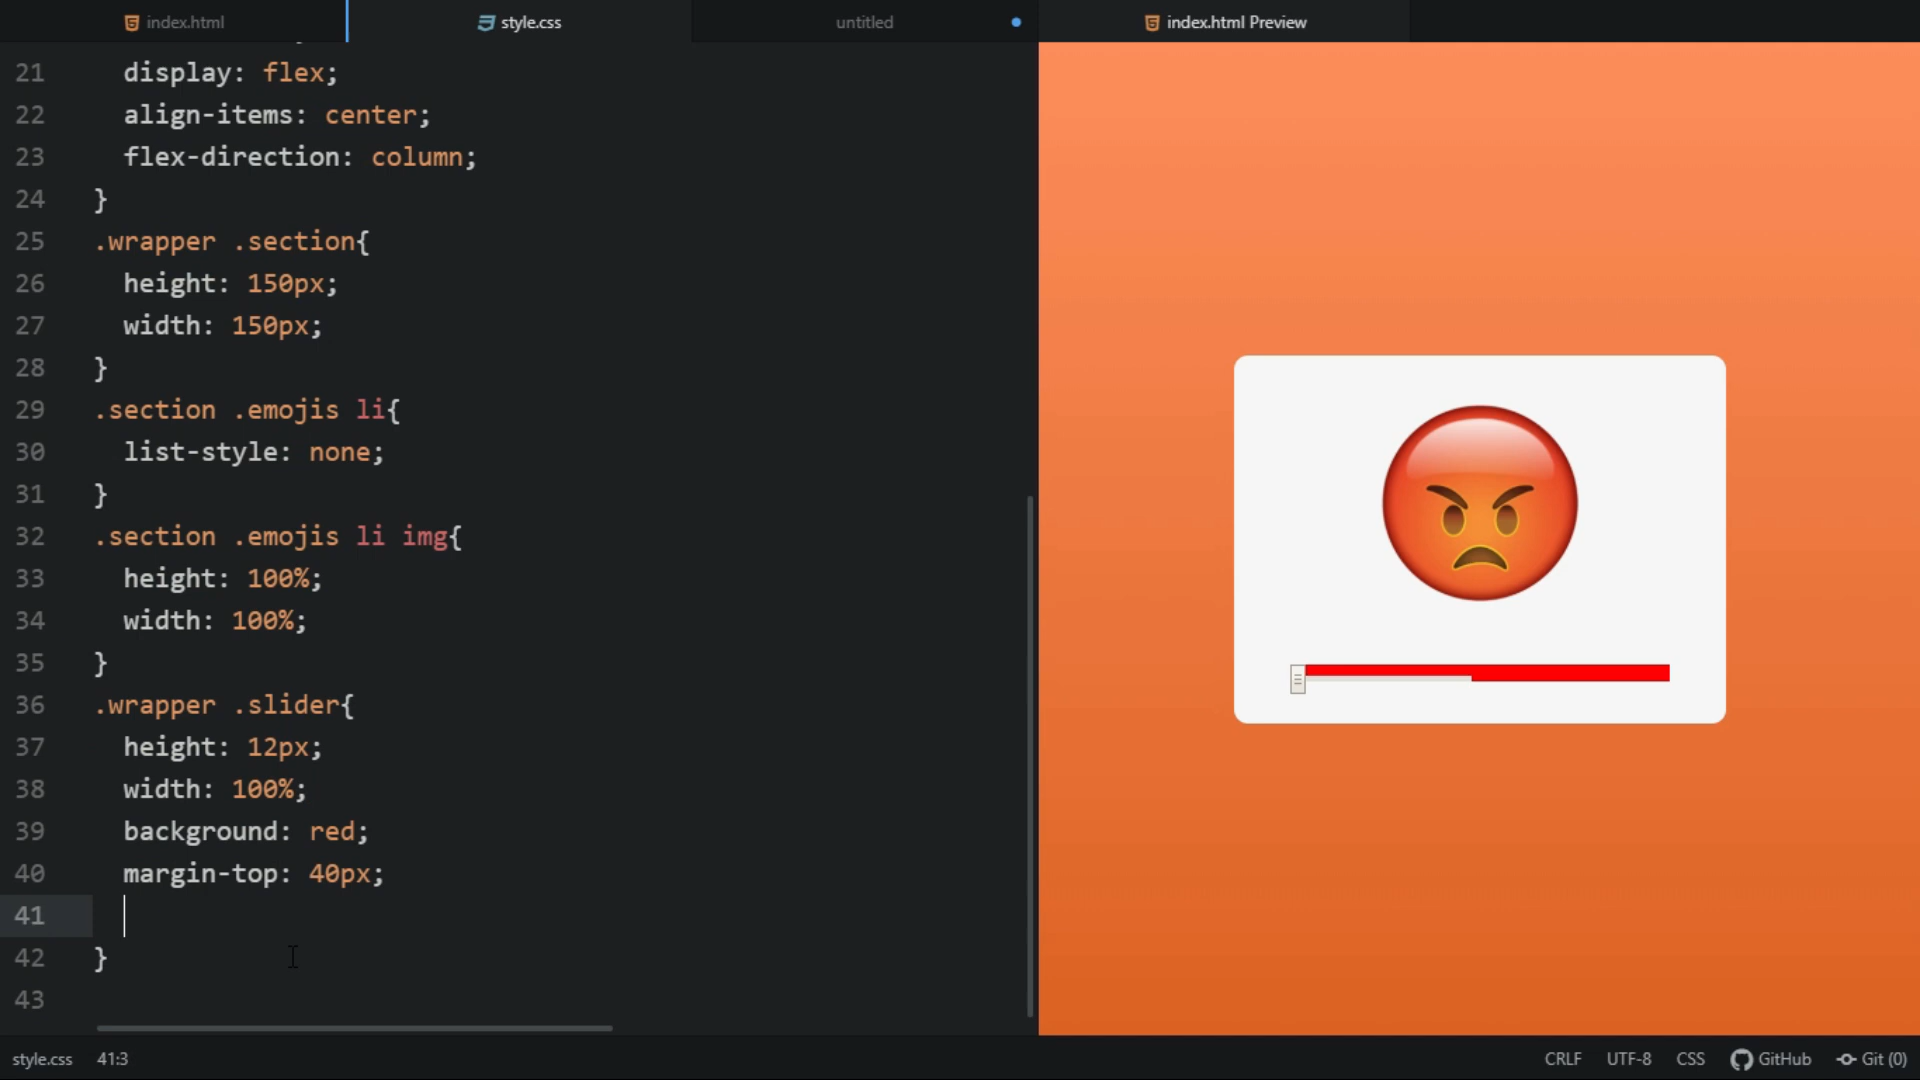 index.html
style.css
untitled
index.html Preview
21 display: flex;
22 align-items: center;
23 flex-direction: column;
24 }
25 .wrapper .section{
26 height: 150px;
27 width: 150px;
28 }
29 .section .emojis li{
30 list-style: none;
31 }
32 .section .emojis li img{
33 height: 100%;
34 width: 100%;
35 }
36 .wrapper .slider{
37 height: 12px;
38 width: 100%;
39 background: red;
40 margin-top: 40px;
41
42 }
43
style.css 41:3
CRLF UTF-8 CSS GitHub Git (0)